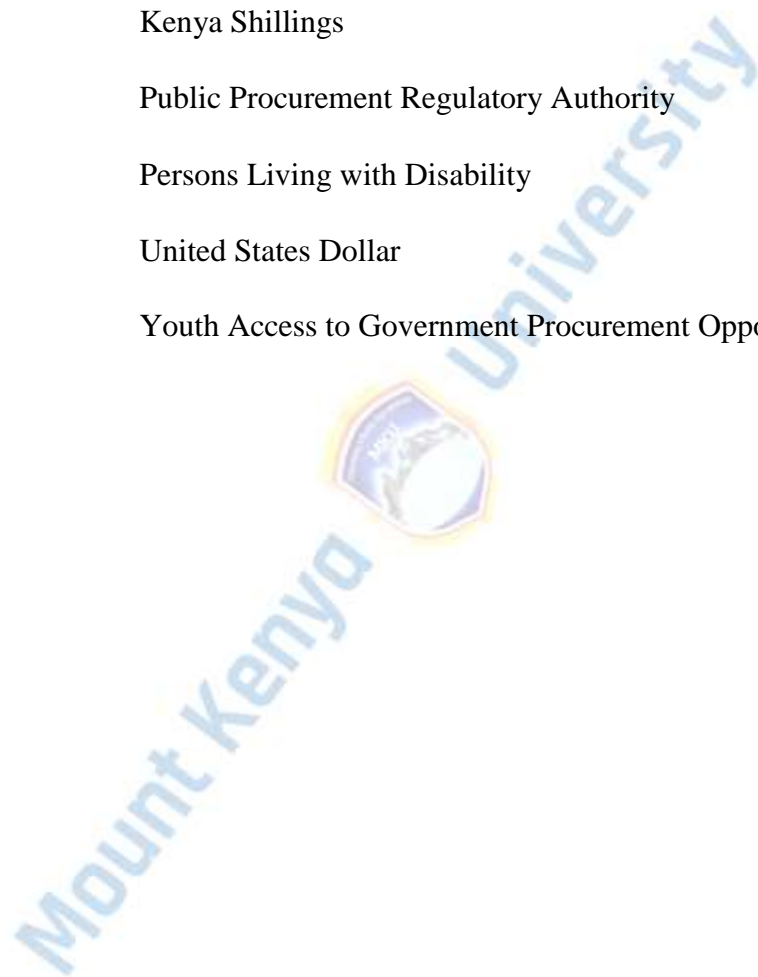 Kenya Shillings
Public Procurement Regulatory Authority
Persons Living with Disability
United States Dollar
Youth Access to Government Procurement Oppo
Mount Kenya University